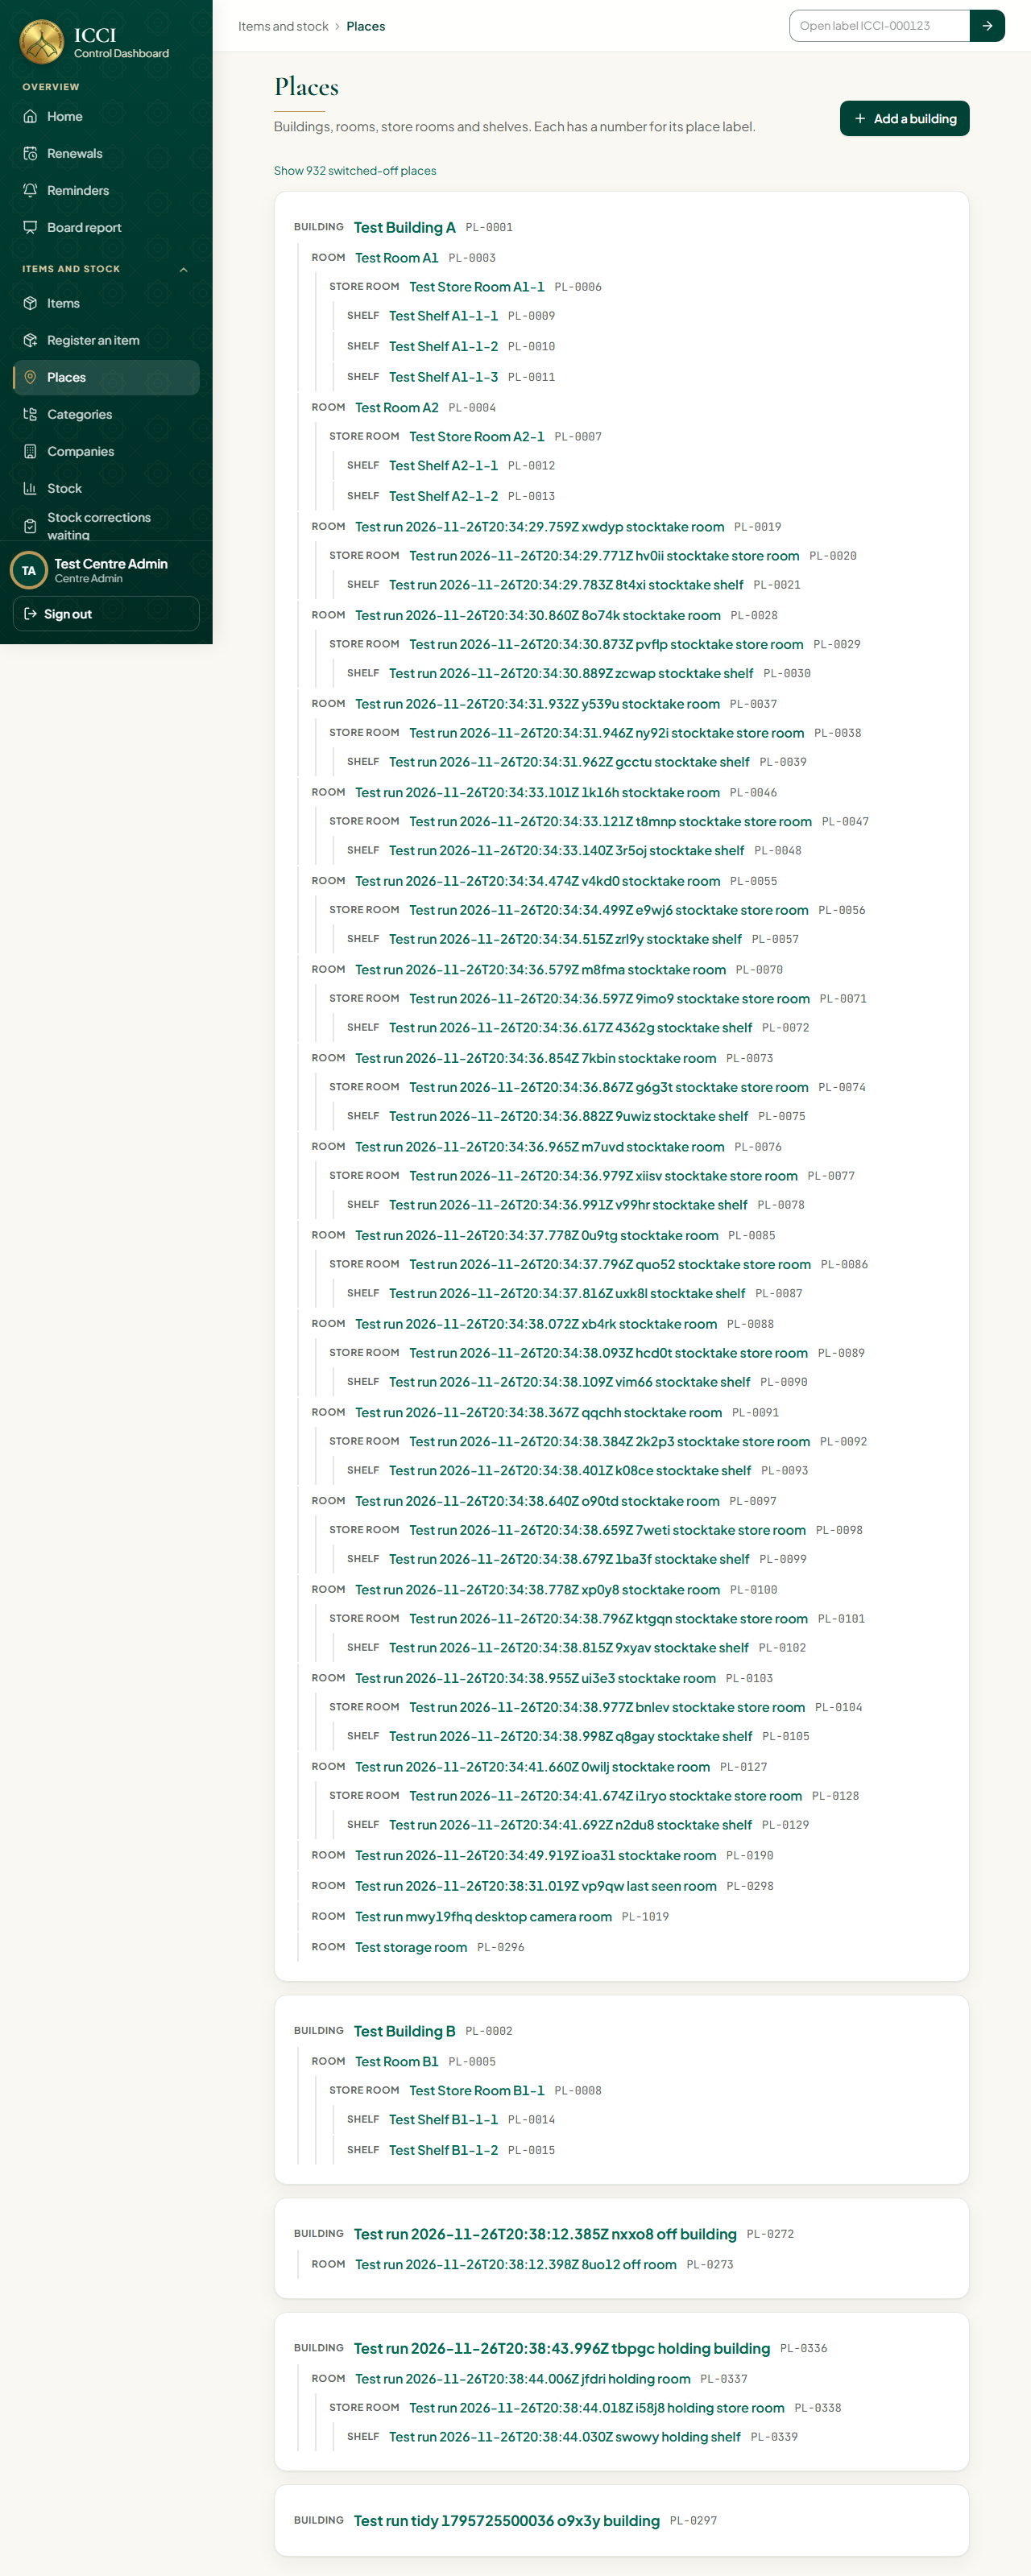 ICCI
Control Dashboard
OVERVIEW
Home
Renewals
Reminders
Board report
ITEMS AND STOCK
Items
Register an item
Places
Categories
Companies
Stock
Stock corrections
waiting
TA
Test Centre Admin
Centre Admin
Sign out
Items and stock > Places
Open label ICCI-000123
Places
Buildings, rooms, store rooms and shelves. Each has a number for its place label.
+ Add a building
Show 932 switched-off places
BUILDING Test Building A PL-0001
ROOM Test Room A1 PL-0003
STORE ROOM Test Store Room A1-1 PL-0006
SHELF Test Shelf A1-1-1 PL-0009
SHELF Test Shelf A1-1-2 PL-0010
SHELF Test Shelf A1-1-3 PL-0011
ROOM Test Room A2 PL-0004
STORE ROOM Test Store Room A2-1 PL-0007
SHELF Test Shelf A2-1-1 PL-0012
SHELF Test Shelf A2-1-2 PL-0013
ROOM Test run 2026-11-26T20:34:29.759Z xwdyp stocktake room PL-0019
STORE ROOM Test run 2026-11-26T20:34:29.771Z hv0ii stocktake store room PL-0020
SHELF Test run 2026-11-26T20:34:29.783Z 8t4xi stocktake shelf PL-0021
ROOM Test run 2026-11-26T20:34:30.860Z 8o74k stocktake room PL-0028
STORE ROOM Test run 2026-11-26T20:34:30.873Z pvflp stocktake store room PL-0029
SHELF Test run 2026-11-26T20:34:30.889Z zcwap stocktake shelf PL-0030
ROOM Test run 2026-11-26T20:34:31.932Z y539u stocktake room PL-0037
STORE ROOM Test run 2026-11-26T20:34:31.946Z ny92i stocktake store room PL-0038
SHELF Test run 2026-11-26T20:34:31.962Z gcctu stocktake shelf PL-0039
ROOM Test run 2026-11-26T20:34:33.101Z 1k16h stocktake room PL-0046
STORE ROOM Test run 2026-11-26T20:34:33.121Z t8mnp stocktake store room PL-0047
SHELF Test run 2026-11-26T20:34:33.140Z 3r5oj stocktake shelf PL-0048
ROOM Test run 2026-11-26T20:34:34.474Z v4kd0 stocktake room PL-0055
STORE ROOM Test run 2026-11-26T20:34:34.499Z e9wj6 stocktake store room PL-0056
SHELF Test run 2026-11-26T20:34:34.515Z zrl9y stocktake shelf PL-0057
ROOM Test run 2026-11-26T20:34:36.579Z m8fma stocktake room PL-0070
STORE ROOM Test run 2026-11-26T20:34:36.597Z 9imo9 stocktake store room PL-0071
SHELF Test run 2026-11-26T20:34:36.617Z 4362g stocktake shelf PL-0072
ROOM Test run 2026-11-26T20:34:36.854Z 7kbin stocktake room PL-0073
STORE ROOM Test run 2026-11-26T20:34:36.867Z g6g3t stocktake store room PL-0074
SHELF Test run 2026-11-26T20:34:36.882Z 9uwiz stocktake shelf PL-0075
ROOM Test run 2026-11-26T20:34:36.965Z m7uvd stocktake room PL-0076
STORE ROOM Test run 2026-11-26T20:34:36.979Z xiisv stocktake store room PL-0077
SHELF Test run 2026-11-26T20:34:36.991Z v99hr stocktake shelf PL-0078
ROOM Test run 2026-11-26T20:34:37.778Z 0u9tg stocktake room PL-0085
STORE ROOM Test run 2026-11-26T20:34:37.796Z quo52 stocktake store room PL-0086
SHELF Test run 2026-11-26T20:34:37.816Z uxk8l stocktake shelf PL-0087
ROOM Test run 2026-11-26T20:34:38.072Z xb4rk stocktake room PL-0088
STORE ROOM Test run 2026-11-26T20:34:38.093Z hcd0t stocktake store room PL-0089
SHELF Test run 2026-11-26T20:34:38.109Z vim66 stocktake shelf PL-0090
ROOM Test run 2026-11-26T20:34:38.367Z qqchh stocktake room PL-0091
STORE ROOM Test run 2026-11-26T20:34:38.384Z 2k2p3 stocktake store room PL-0092
SHELF Test run 2026-11-26T20:34:38.401Z k08ce stocktake shelf PL-0093
ROOM Test run 2026-11-26T20:34:38.640Z o90td stocktake room PL-0097
STORE ROOM Test run 2026-11-26T20:34:38.659Z 7weti stocktake store room PL-0098
SHELF Test run 2026-11-26T20:34:38.679Z 1ba3f stocktake shelf PL-0099
ROOM Test run 2026-11-26T20:34:38.778Z xp0y8 stocktake room PL-0100
STORE ROOM Test run 2026-11-26T20:34:38.796Z ktgqn stocktake store room PL-0101
SHELF Test run 2026-11-26T20:34:38.815Z 9xyav stocktake shelf PL-0102
ROOM Test run 2026-11-26T20:34:38.955Z ui3e3 stocktake room PL-0103
STORE ROOM Test run 2026-11-26T20:34:38.977Z bnlev stocktake store room PL-0104
SHELF Test run 2026-11-26T20:34:38.998Z q8gay stocktake shelf PL-0105
ROOM Test run 2026-11-26T20:34:41.660Z 0wilj stocktake room PL-0127
STORE ROOM Test run 2026-11-26T20:34:41.674Z i1ryo stocktake store room PL-0128
SHELF Test run 2026-11-26T20:34:41.692Z n2du8 stocktake shelf PL-0129
ROOM Test run 2026-11-26T20:34:49.919Z ioa31 stocktake room PL-0190
ROOM Test run 2026-11-26T20:38:31.019Z vp9qw last seen room PL-0298
ROOM Test run mwy19fhq desktop camera room PL-1019
ROOM Test storage room PL-0296
BUILDING Test Building B PL-0002
ROOM Test Room B1 PL-0005
STORE ROOM Test Store Room B1-1 PL-0008
SHELF Test Shelf B1-1-1 PL-0014
SHELF Test Shelf B1-1-2 PL-0015
BUILDING Test run 2026-11-26T20:38:12.385Z nxxo8 off building PL-0272
ROOM Test run 2026-11-26T20:38:12.398Z 8uo12 off room PL-0273
BUILDING Test run 2026-11-26T20:38:43.996Z tbpgc holding building PL-0336
ROOM Test run 2026-11-26T20:38:44.006Z jfdri holding room PL-0337
STORE ROOM Test run 2026-11-26T20:38:44.018Z i58j8 holding store room PL-0338
SHELF Test run 2026-11-26T20:38:44.030Z swowy holding shelf PL-0339
BUILDING Test run tidy 1795725500036 o9x3y building PL-0297